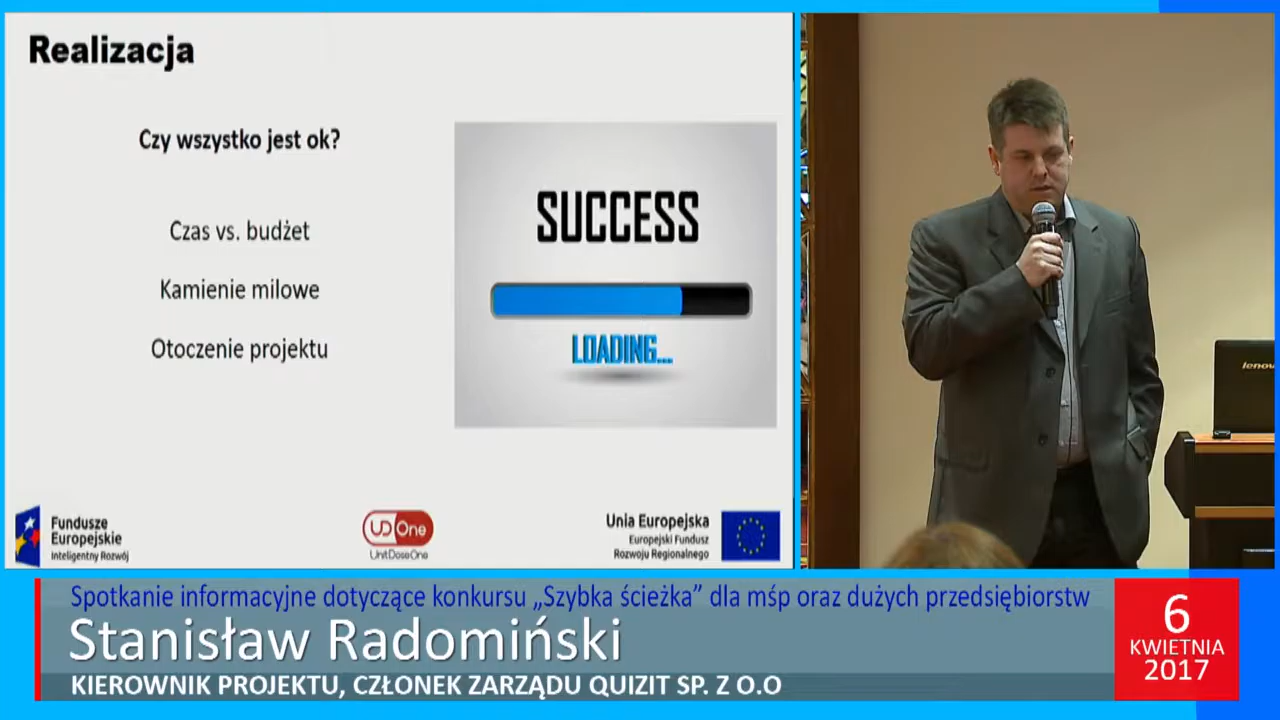 Realizacja
Czy wszystko jest ok?
Czas vs. budżet
Kamienie milowe
Otoczenie projektu
SUCCESS
LOADING...
Fundusze
Europejskie
Inteligentny Rozwój
UD One
UnitDoseOne
Unia Europejska
Europejski Fundusz
Rozwoju Regionalnego
lenov
Spotkanie informacyjne dotyczące konkursu „Szybka ścieżka” dla mśp oraz dużych przedsiębiorstw
Stanisław Radomiński
KIEROWNIK PROJEKTU, CZŁONEK ZARZĄDU QUIZIT SP. Z O.O
6
KWIETNIA
2017